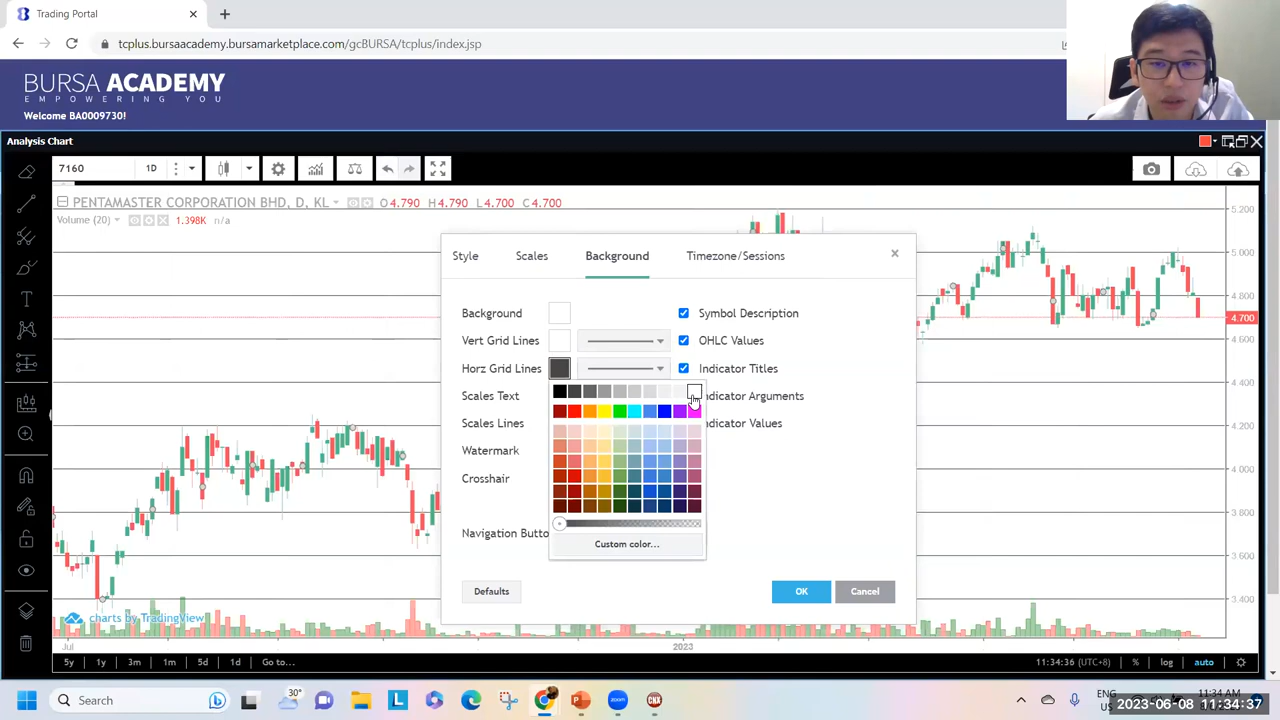 Trading Portal
tcplus.bursaacademy.bursamarketplace.com/gcBURSA/tcplus/index.jsp
BURSA ACADEMY
EMPOWERING YOU
Welcome BA0009730!
Analysis Chart
7160
1D
PENTAMASTER CORPORATION BHD, D, KL
O4.790 H4.790 L4.700 C4.700
Volume (20)
1.398K n/a
5.200
5.000
4.800
4.700
4.600
4.400
4.200
4.000
3.800
3.600
3.400
Style
Scales
Background
Timezone/Sessions
Background
Symbol Description
Vert Grid Lines
OHLC Values
Horz Grid Lines
Indicator Titles
Scales Text
ndicator Arguments
Scales Lines
ndicator Values
Watermark
Crosshair
Navigation Butto
Custom color...
Defaults
OK
Cancel
charts by TradingView
Jul
2023
5y 1y 3m 1m 5d 1d Go to...
11:34:36 (UTC+8) % log auto
Search
30°
ENG
US
11:34 AM
2023-06-08 11:34:37